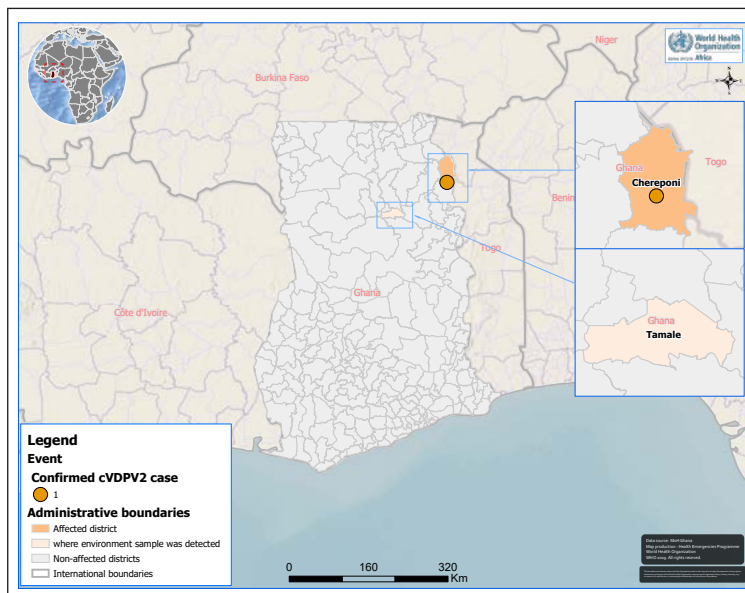 World Health
Organization
Africa
Niger
Burkina Faso
N
Togo
Ghana
Chereponi
Benin
Togo
Ghana
Côte d'Ivoire
Ghana
Tamale
Legend
Event
Confirmed cVDPV2 case
1
Administrative boundaries
Affected district
where environment sample was detected
Non-affected districts
International boundaries
0 160 320
Km
Data source: MoH Ghana
Map production : Health Emergencies Programme
World Health Organization
WHO 2019. All rights reserved.